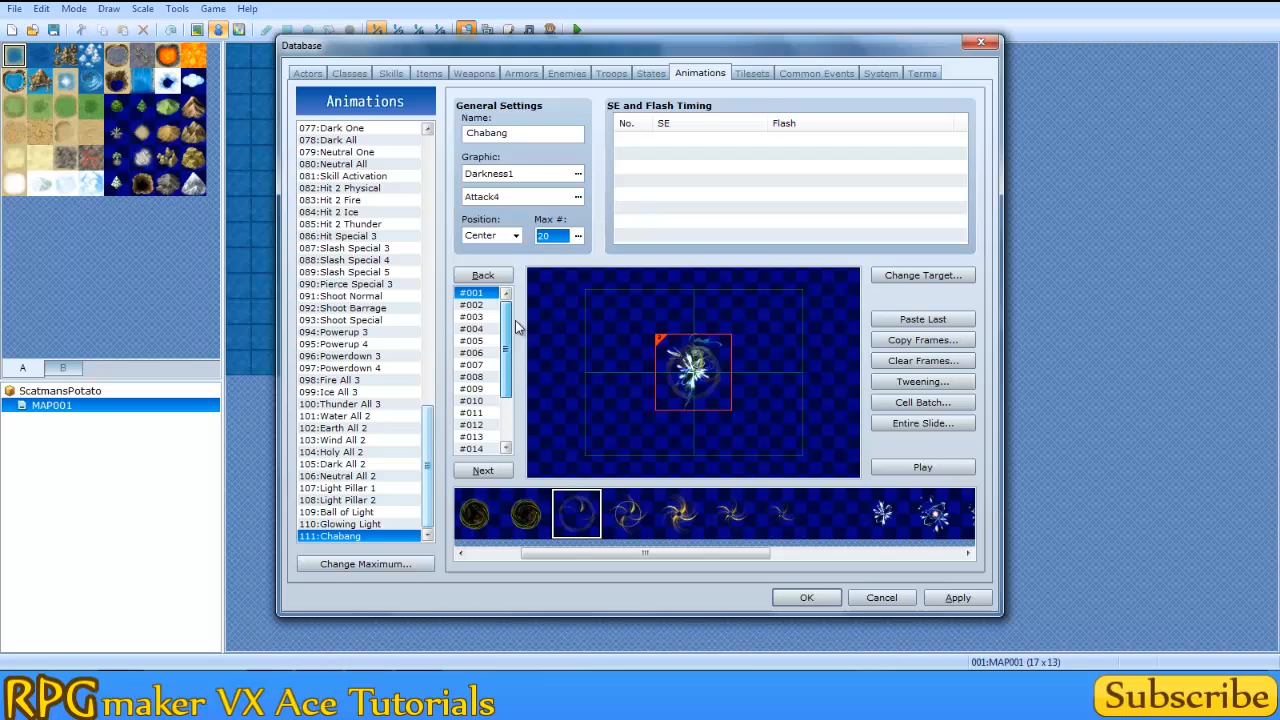 File Edit Mode Draw Scale Tools Game Help
Database
Actors Classes Skills Items Weapons Armors Enemies Troops States Animations Tilesets Common Events System Terms
Animations
077:Dark One
078:Dark All
079:Neutral One
080:Neutral All
081:Skill Activation
082:Hit 2 Physical
083:Hit 2 Fire
084:Hit 2 Ice
085:Hit 2 Thunder
086:Hit Special 3
087:Slash Special 3
088:Slash Special 4
089:Slash Special 5
090:Pierce Special 3
091:Shoot Normal
092:Shoot Barrage
093:Shoot Special
094:Powerup 3
095:Powerup 4
096:Powerdown 3
097:Powerdown 4
098:Fire All 3
099:Ice All 3
100:Thunder All 3
101:Water All 2
102:Earth All 2
103:Wind All 2
104:Holy All 2
105:Dark All 2
106:Neutral All 2
107:Light Pillar 1
108:Light Pillar 2
109:Ball of Light
110:Glowing Light
111:Chabang
Change Maximum...
General Settings
Name:
Chabang
Graphic:
Darkness1 ...
Attack4 ...
Position: Max #:
Center 20 ...
SE and Flash Timing
No. SE Flash
Back
#001
#002
#003
#004
#005
#006
#007
#008
#009
#010
#011
#012
#013
#014
Next
Change Target...
Paste Last
Copy Frames...
Clear Frames...
Tweening...
Cell Batch...
Entire Slide...
Play
OK Cancel Apply
A B
ScatmansPotato
MAP001
001:MAP001 (17 x 13)
RPGmaker VX Ace Tutorials
Subscribe